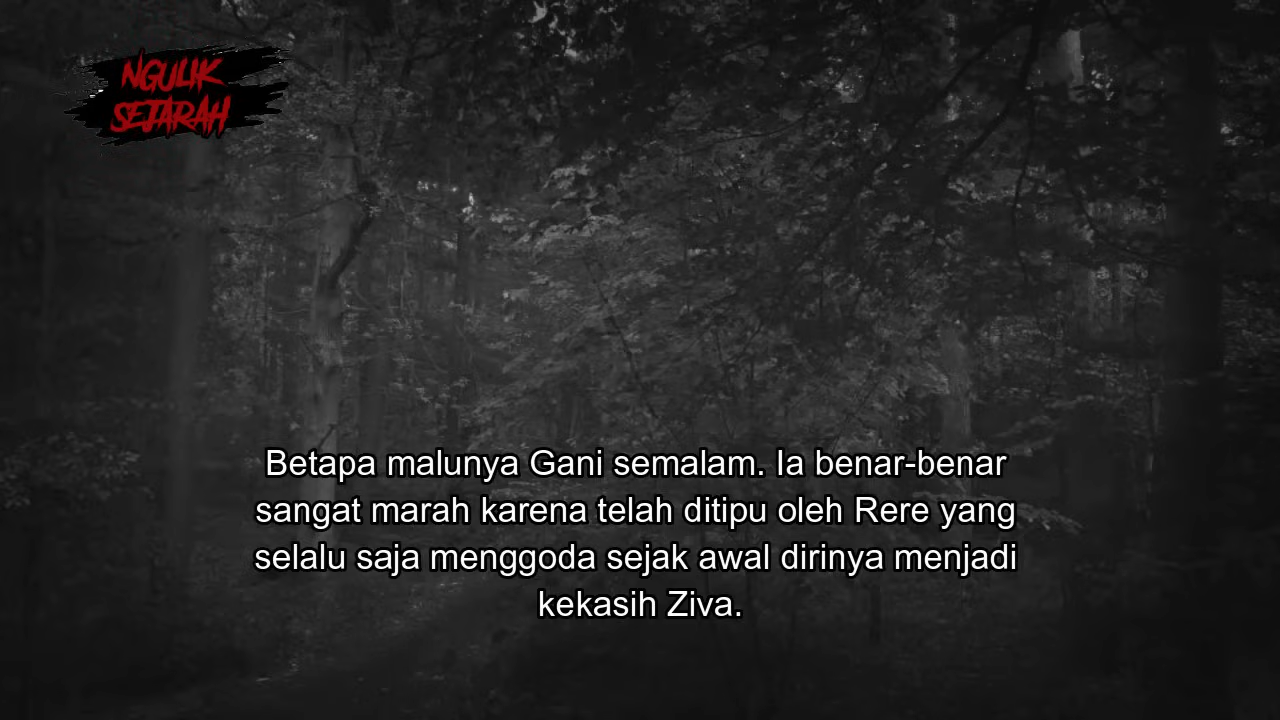 NGULIK
SEJARAH
Betapa malunya Gani semalam. Ia benar-benar
sangat marah karena telah ditipu oleh Rere yang
selalu saja menggoda sejak awal dirinya menjadi
kekasih Ziva.